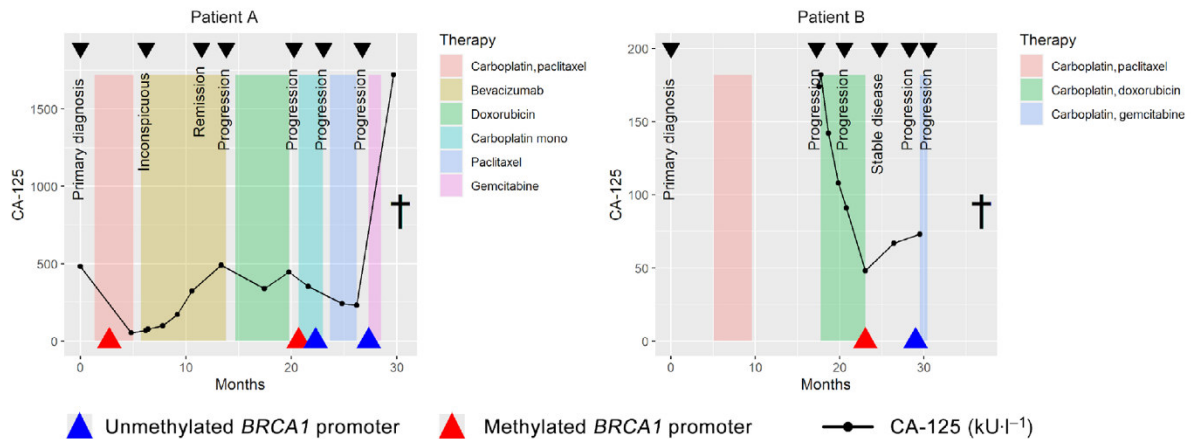 Patient A
Therapy
Carboplatin, paclitaxel
Bevacizumab
Doxorubicin
Carboplatin mono
Paclitaxel
Gemcitabine
CA-125
1500
1000
500
0
Primary diagnosis
Inconspicuous
Remission
Progression
Progression
Progression
Progression
†
0
10
20
30
Months
Patient B
Therapy
Carboplatin, paclitaxel
Carboplatin, doxorubicin
Carboplatin, gemcitabine
CA-125
200
150
100
50
0
Primary diagnosis
Progression
Progression
Stable disease
Progression
Progression
†
0
10
20
30
Months
Unmethylated BRCA1 promoter
Methylated BRCA1 promoter
CA-125 (kU·l⁻¹)